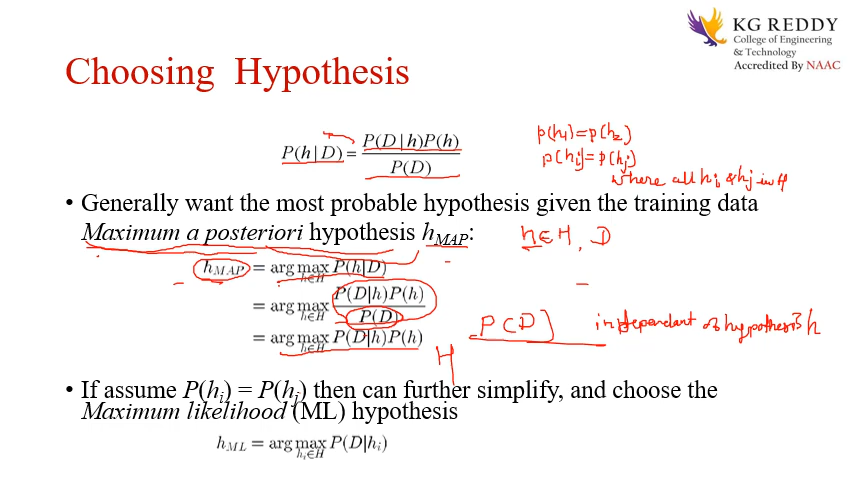 KG REDDY
College of Engineering
& Technology
Accredited By NAAC
Choosing Hypothesis
P(h|D) = P(D|h)P(h) / P(D)
p(h1)=p(h2)
p(hi)=p(hj)
where all hi & hj in H
• Generally want the most probable hypothesis given the training data
Maximum a posteriori hypothesis hMAP:
h∈H, D
hMAP = arg max h∈H P(h|D)
= arg max h∈H P(D|h)P(h) / P(D)
= arg max h∈H P(D|h)P(h)
P(D) independant of hypothesis h
H
• If assume P(hi) = P(hj) then can further simplify, and choose the
Maximum likelihood (ML) hypothesis
hML = arg max hi∈H P(D|hi)